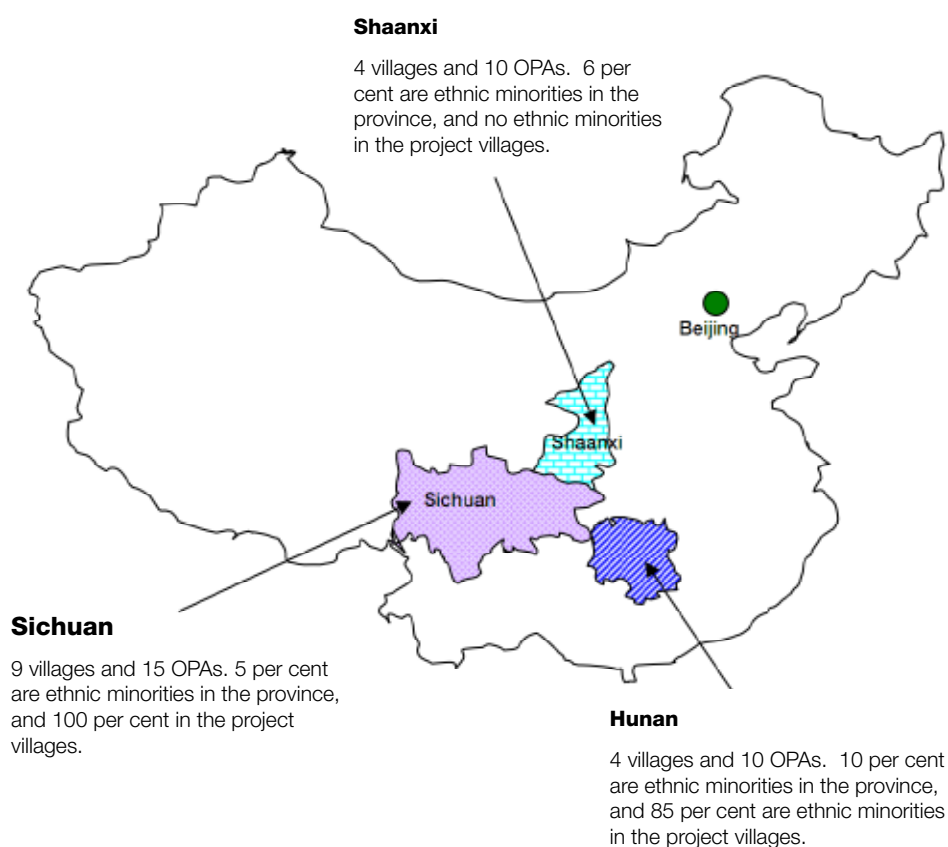 Shaanxi
4 villages and 10 OPAs.  6 per
cent are ethnic minorities in the
province, and no ethnic minorities
in the project villages.
Beijing
Shaanxi
Sichuan
Sichuan
9 villages and 15 OPAs. 5 per cent
are ethnic minorities in the province,
and 100 per cent in the project
villages.
Hunan
4 villages and 10 OPAs.  10 per cent
are ethnic minorities in the province,
and 85 per cent are ethnic minorities
in the project villages.